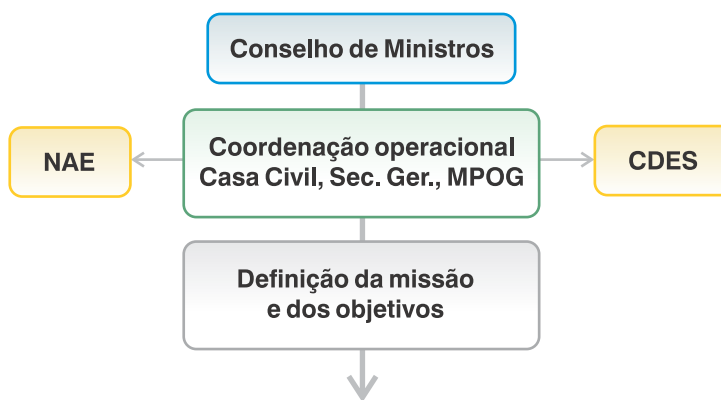 Conselho de Ministros
NAE
Coordenação operacional
Casa Civil, Sec. Ger., MPOG
CDES
Definição da missão
e dos objetivos